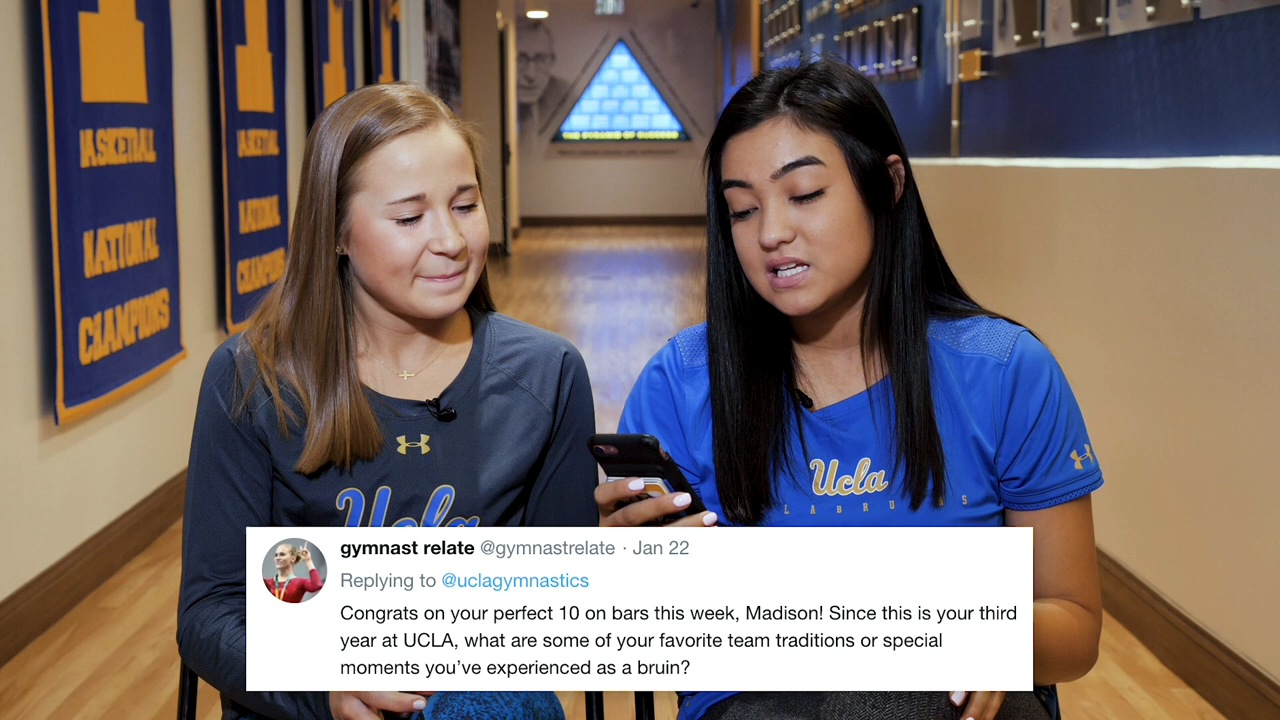 BASKETBALL
NATIONAL
CHAMPIONS
BASKETBALL
NATIONAL
CHAMPIONS
THE PYRAMID OF SUCCESS
Ucla
Ucla
gymnast relate @gymnastrelate · Jan 22
Replying to @uclagymnastics
Congrats on your perfect 10 on bars this week, Madison! Since this is your third
year at UCLA, what are some of your favorite team traditions or special
moments you’ve experienced as a bruin?